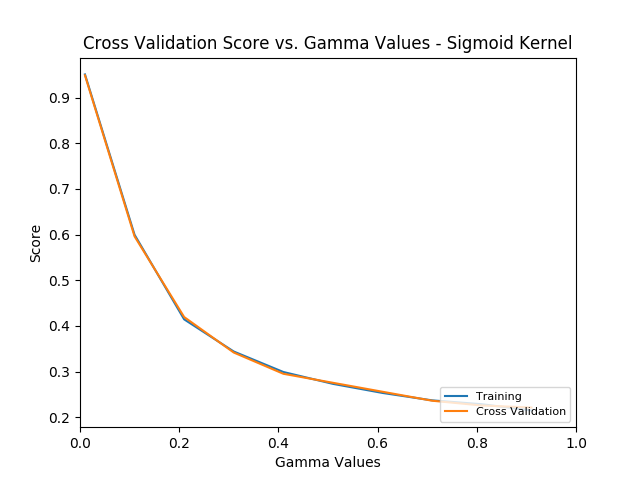 Cross Validation Score vs. Gamma Values - Sigmoid Kernel
0.9
0.8
0.7
0.6
0.5
0.4
0.3
0.2
Score
Training
Cross Validation
0.0 0.2 0.4 0.6 0.8 1.0
Gamma Values